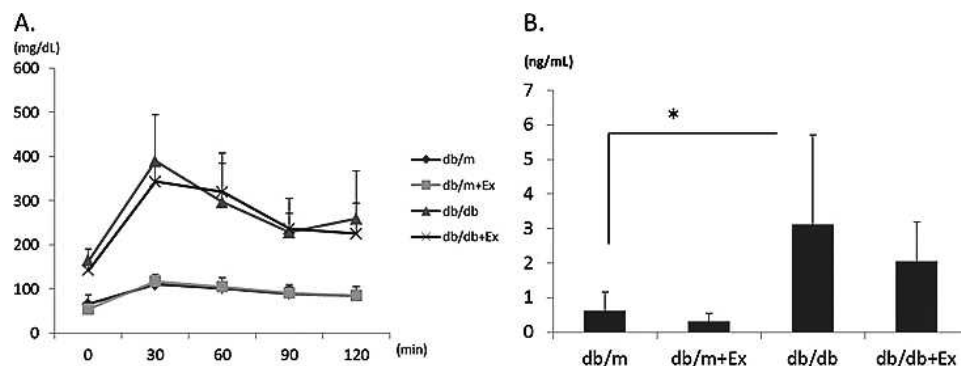 A.
(mg/dL)
600
500
400
300
200
100
0
0 30 60 90 120 (min)
db/m
db/m+Ex
db/db
db/db+Ex
B.
(ng/mL)
7
6
5
4
3
2
1
0
*
db/m db/m+Ex db/db db/db+Ex